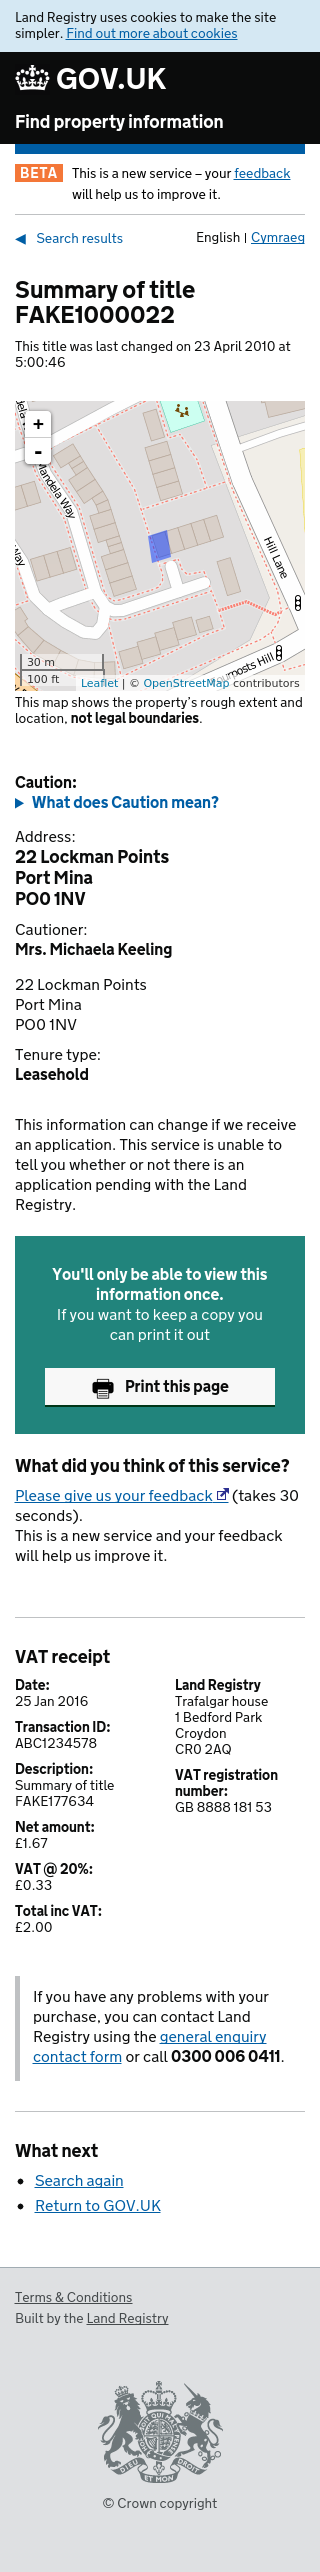 Land Registry uses cookies to make the site
simpler. Find out more about cookies
GOV.UK
Find property information
BETA This is a new service – your feedback
will help us to improve it.
◀ Search results English | Cymraeg
Summary of title
FAKE1000022
This title was last changed on 23 April 2010 at
5:00:46
+
-
Mandela Way
Way
Hill Lane
30 m
100 ft
Leaflet | © OpenStreetMap contributors
This map shows the property's rough extent and
location, not legal boundaries.
Caution:
▶ What does Caution mean?
Address:
22 Lockman Points
Port Mina
PO0 1NV
Cautioner:
Mrs. Michaela Keeling
22 Lockman Points
Port Mina
PO0 1NV
Tenure type:
Leasehold
This information can change if we receive
an application. This service is unable to
tell you whether or not there is an
application pending with the Land
Registry.
You'll only be able to view this
information once.
If you want to keep a copy you
can print it out
Print this page
What did you think of this service?
Please give us your feedback (takes 30
seconds).
This is a new service and your feedback
will help us improve it.
VAT receipt
Date:
25 Jan 2016
Transaction ID:
ABC1234578
Description:
Summary of title
FAKE177634
Net amount:
£1.67
VAT @ 20%:
£0.33
Total inc VAT:
£2.00
Land Registry
Trafalgar house
1 Bedford Park
Croydon
CR0 2AQ
VAT registration
number:
GB 8888 181 53
If you have any problems with your
purchase, you can contact Land
Registry using the general enquiry
contact form or call 0300 006 0411.
What next
• Search again
• Return to GOV.UK
Terms & Conditions
Built by the Land Registry
© Crown copyright